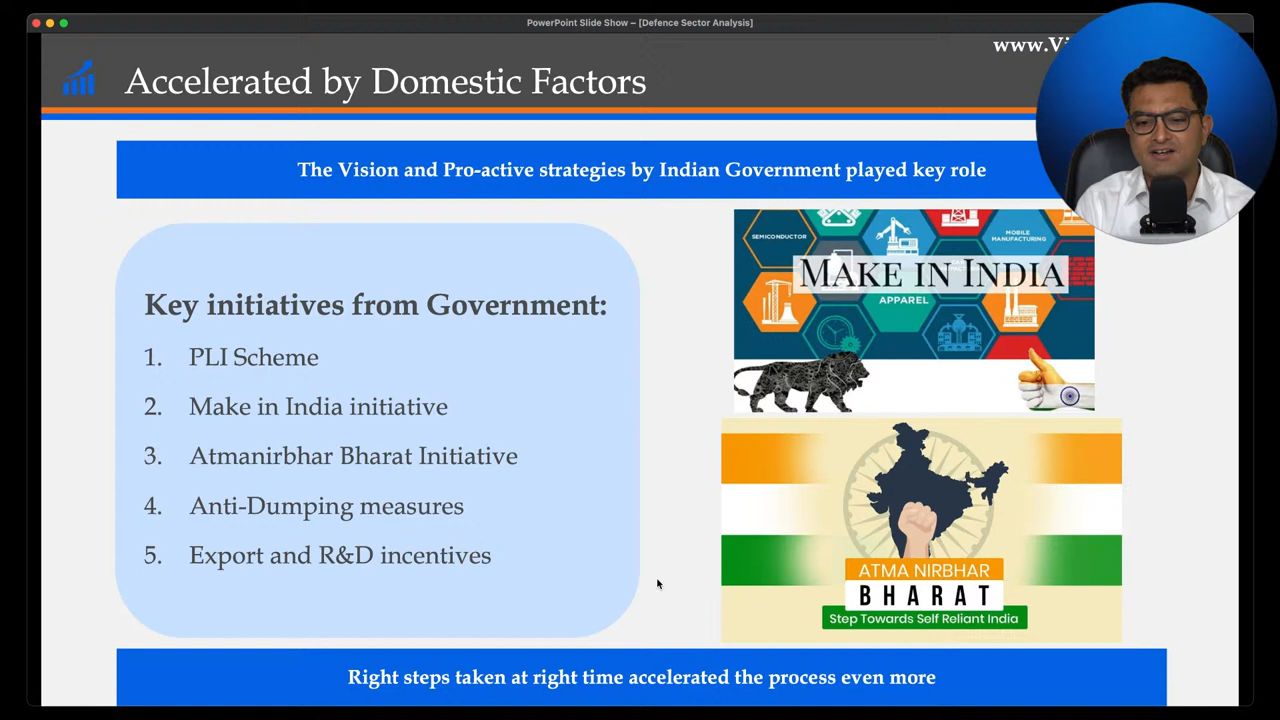 PowerPoint Slide Show – [Defence Sector Analysis]
Accelerated by Domestic Factors
The Vision and Pro-active strategies by Indian Government played key role
Key initiatives from Government:
1. PLI Scheme
2. Make in India initiative
3. Atmanirbhar Bharat Initiative
4. Anti-Dumping measures
5. Export and R&D incentives
SEMICONDUCTOR
MOBILE
MANUFACTURING
MAKE IN INDIA
APPAREL
ATMA NIRBHAR
BHARAT
Step Towards Self Reliant India
Right steps taken at right time accelerated the process even more